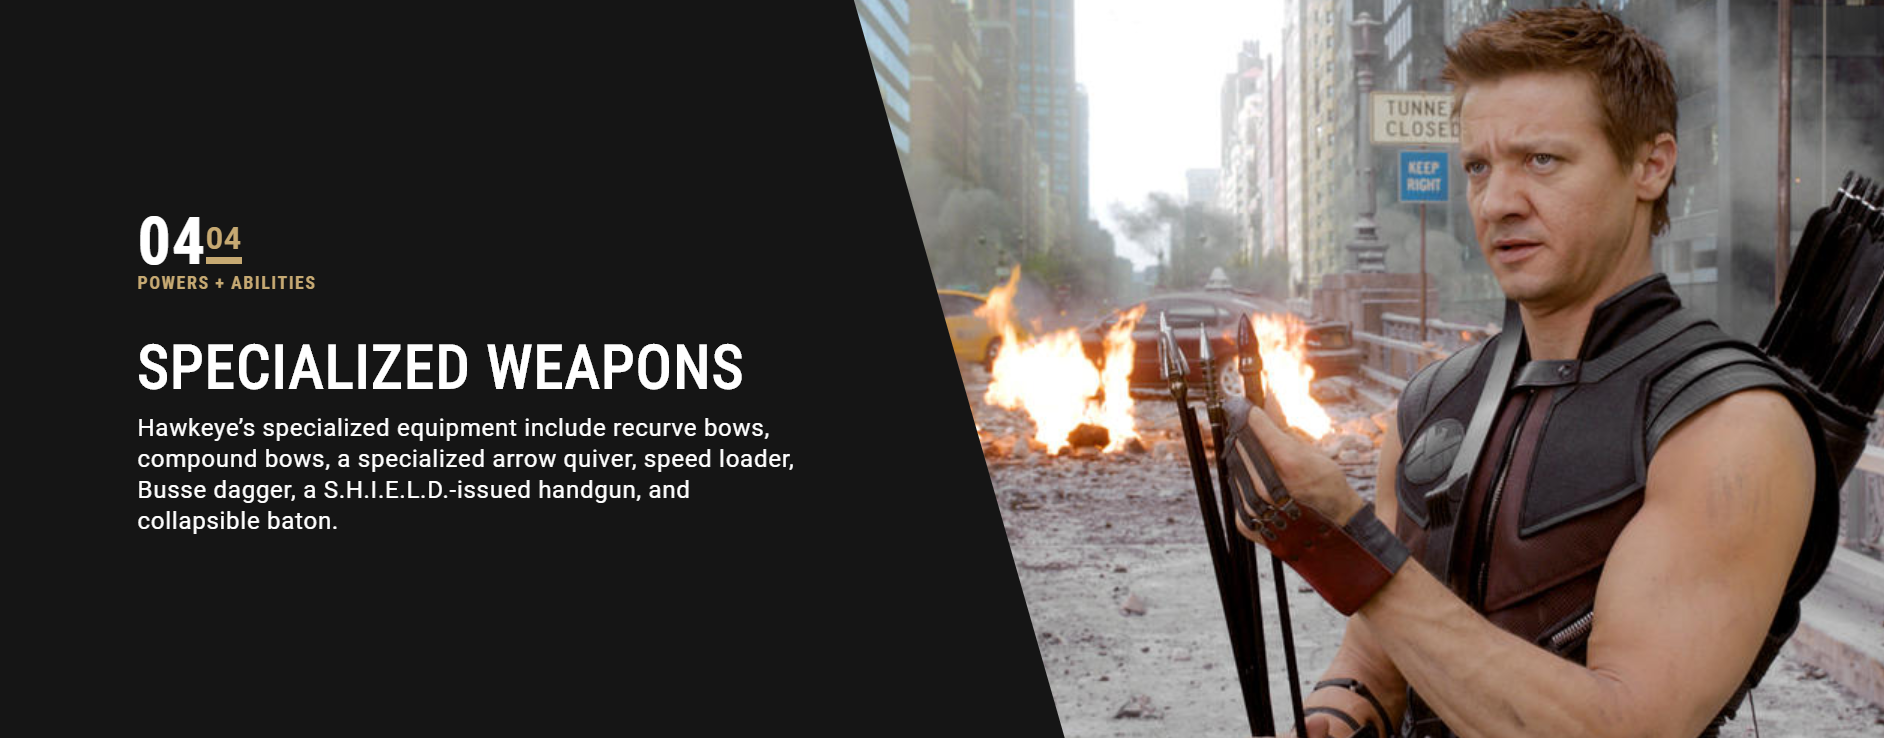 04 04
POWERS + ABILITIES
SPECIALIZED WEAPONS
Hawkeye’s specialized equipment include recurve bows,
compound bows, a specialized arrow quiver, speed loader,
Busse dagger, a S.H.I.E.L.D.-issued handgun, and
collapsible baton.
TUNNE
CLOSED
KEEP
RIGHT